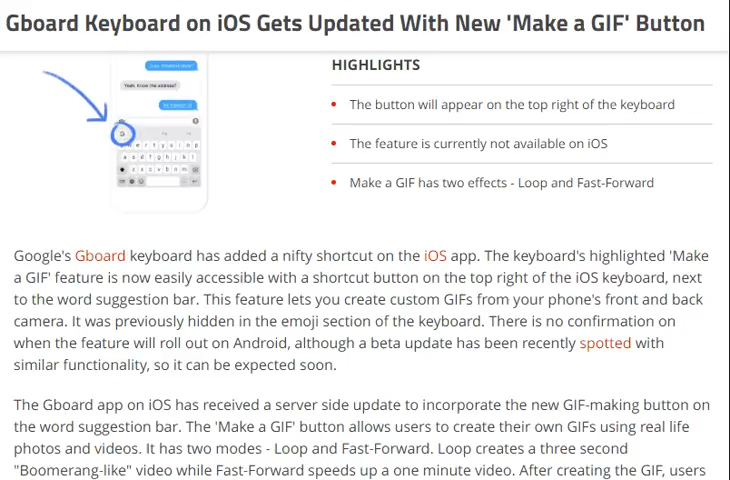 Gboard Keyboard on iOS Gets Updated With New 'Make a GIF' Button
Yeah. Know the address?
HIGHLIGHTS
The button will appear on the top right of the keyboard
The feature is currently not available on iOS
Make a GIF has two effects - Loop and Fast-Forward
Google's Gboard keyboard has added a nifty shortcut on the iOS app. The keyboard's highlighted 'Make
a GIF' feature is now easily accessible with a shortcut button on the top right of the iOS keyboard, next
to the word suggestion bar. This feature lets you create custom GIFs from your phone's front and back
camera. It was previously hidden in the emoji section of the keyboard. There is no confirmation on
when the feature will roll out on Android, although a beta update has been recently spotted with
similar functionality, so it can be expected soon.
The Gboard app on iOS has received a server side update to incorporate the new GIF-making button on
the word suggestion bar. The 'Make a GIF' button allows users to create their own GIFs using real life
photos and videos. It has two modes - Loop and Fast-Forward. Loop creates a three second
"Boomerang-like" video while Fast-Forward speeds up a one minute video. After creating the GIF, users